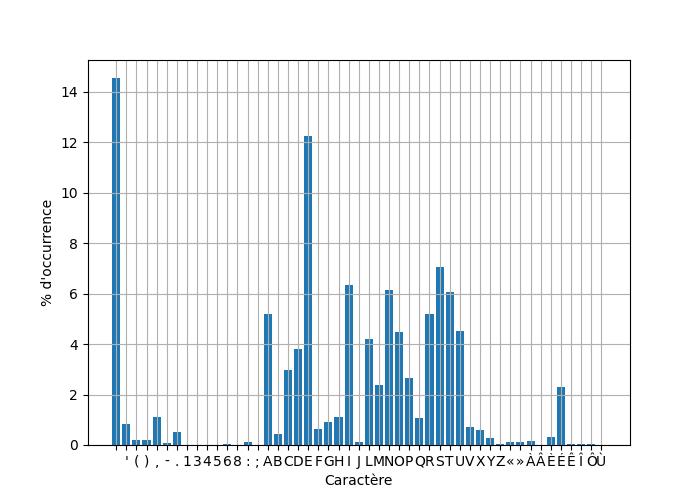 14
12
10
8
6
4
2
0
% d'occurrence
' ( ) , - . 1 3 4 5 6 8 : ; A B C D E F G H I J L M N O P Q R S T U V X Y Z « » À Â È É Ê Î Ô Ù
Caractère